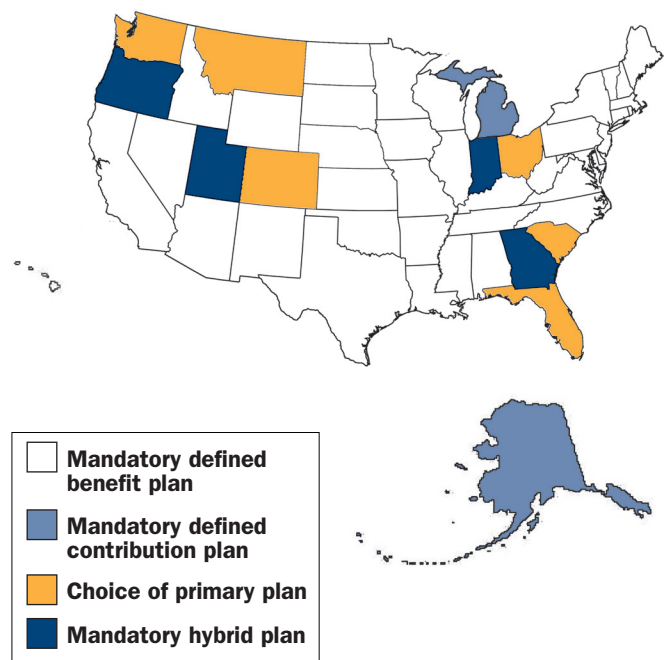 Mandatory defined
benefit plan
Mandatory defined
contribution plan
Choice of primary plan
Mandatory hybrid plan